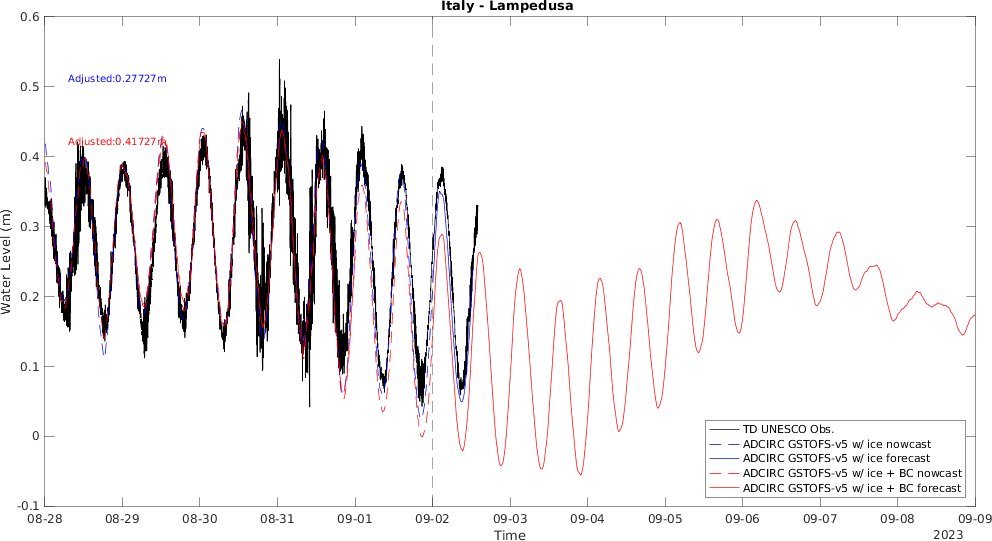 Italy - Lampedusa
0.6
0.5
0.4
0.3
0.2
0.1
0
-0.1
Water Level (m)
Adjusted:0.27727m
Adjusted:0.41727m
TD UNESCO Obs.
ADCIRC GSTOFS-v5 w/ ice nowcast
ADCIRC GSTOFS-v5 w/ ice forecast
ADCIRC GSTOFS-v5 w/ ice + BC nowcast
ADCIRC GSTOFS-v5 w/ ice + BC forecast
08-28 08-29 08-30 08-31 09-01 09-02 09-03 09-04 09-05 09-06 09-07 09-08 09-09
Time
2023